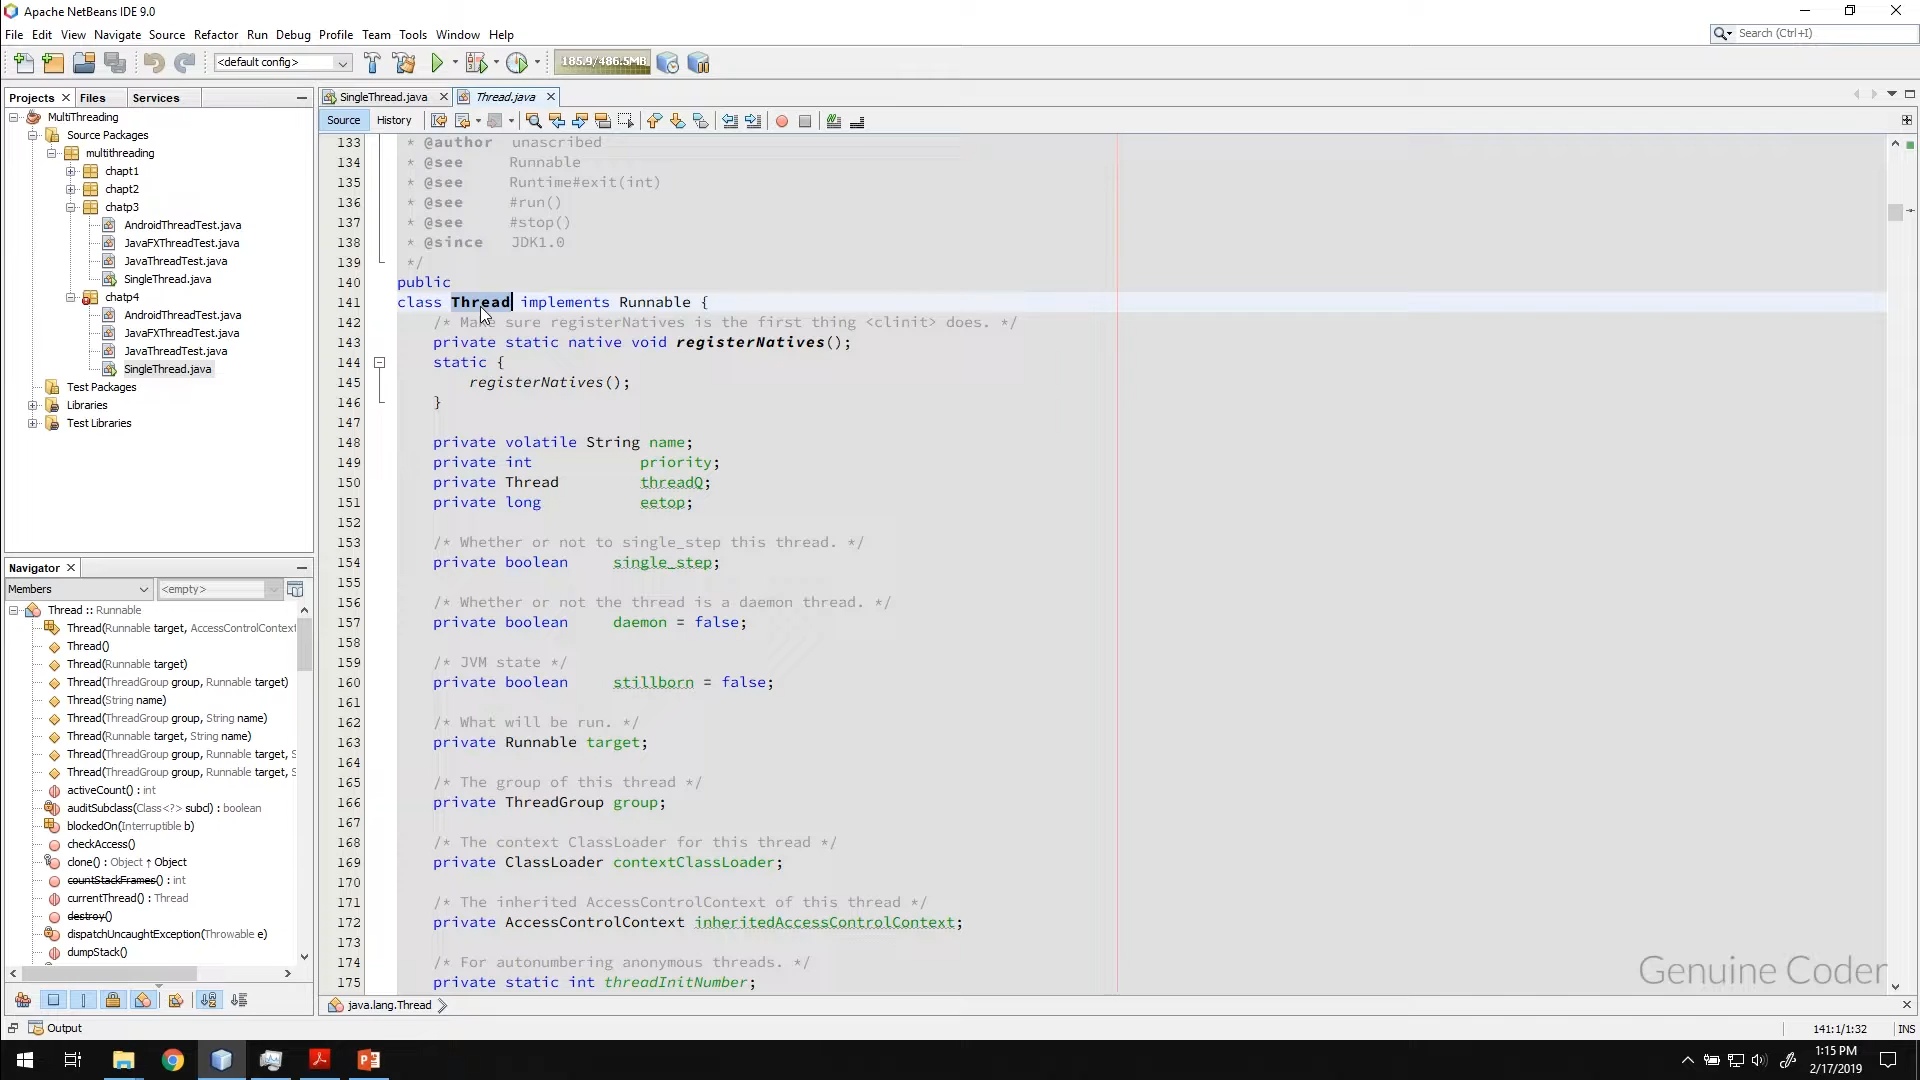 Apache NetBeans IDE 9.0
File Edit View Navigate Source Refactor Run Debug Profile Team Tools Window Help
Search (Ctrl+I)
<default config>
185.9/486.5MB
Projects Files Services
SingleThread.java Thread.java
MultiThreading
Source Packages
multithreading
chapt1
chapt2
chatp3
AndroidThreadTest.java
JavaFXThreadTest.java
JavaThreadTest.java
SingleThread.java
chatp4
AndroidThreadTest.java
JavaFXThreadTest.java
JavaThreadTest.java
SingleThread.java
Test Packages
Libraries
Test Libraries
Navigator
Members <empty>
Thread :: Runnable
Thread(Runnable target, AccessControlContext
Thread()
Thread(Runnable target)
Thread(ThreadGroup group, Runnable target)
Thread(String name)
Thread(ThreadGroup group, String name)
Thread(Runnable target, String name)
Thread(ThreadGroup group, Runnable target, S
Thread(ThreadGroup group, Runnable target, S
activeCount() : int
auditSubclass(Class<?> subcl) : boolean
blockedOn(Interruptible b)
checkAccess()
clone() : Object ↑ Object
countStackFrames() : int
currentThread() : Thread
destroy()
dispatchUncaughtException(Throwable e)
dumpStack()
Source History
133 * @author unascribed
134 * @see Runnable
135 * @see Runtime#exit(int)
136 * @see #run()
137 * @see #stop()
138 * @since JDK1.0
139 */
140 public
141 class Thread implements Runnable {
142 /* Make sure registerNatives is the first thing <clinit> does. */
143 private static native void registerNatives();
144 static {
145 registerNatives();
146 }
147
148 private volatile String name;
149 private int priority;
150 private Thread threadQ;
151 private long eetop;
152
153 /* Whether or not to single_step this thread. */
154 private boolean single_step;
155
156 /* Whether or not the thread is a daemon thread. */
157 private boolean daemon = false;
158
159 /* JVM state */
160 private boolean stillborn = false;
161
162 /* What will be run. */
163 private Runnable target;
164
165 /* The group of this thread */
166 private ThreadGroup group;
167
168 /* The context ClassLoader for this thread */
169 private ClassLoader contextClassLoader;
170
171 /* The inherited AccessControlContext of this thread */
172 private AccessControlContext inheritedAccessControlContext;
173
174 /* For autonumbering anonymous threads. */
175 private static int threadInitNumber;
Genuine Coder
java.lang.Thread
Output
141:1/1:32 INS
1:15 PM
2/17/2019